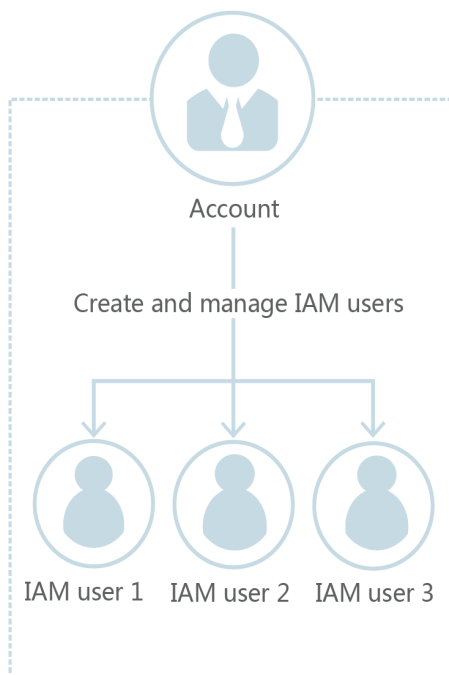 Account
Create and manage IAM users
IAM user 1 IAM user 2 IAM user 3